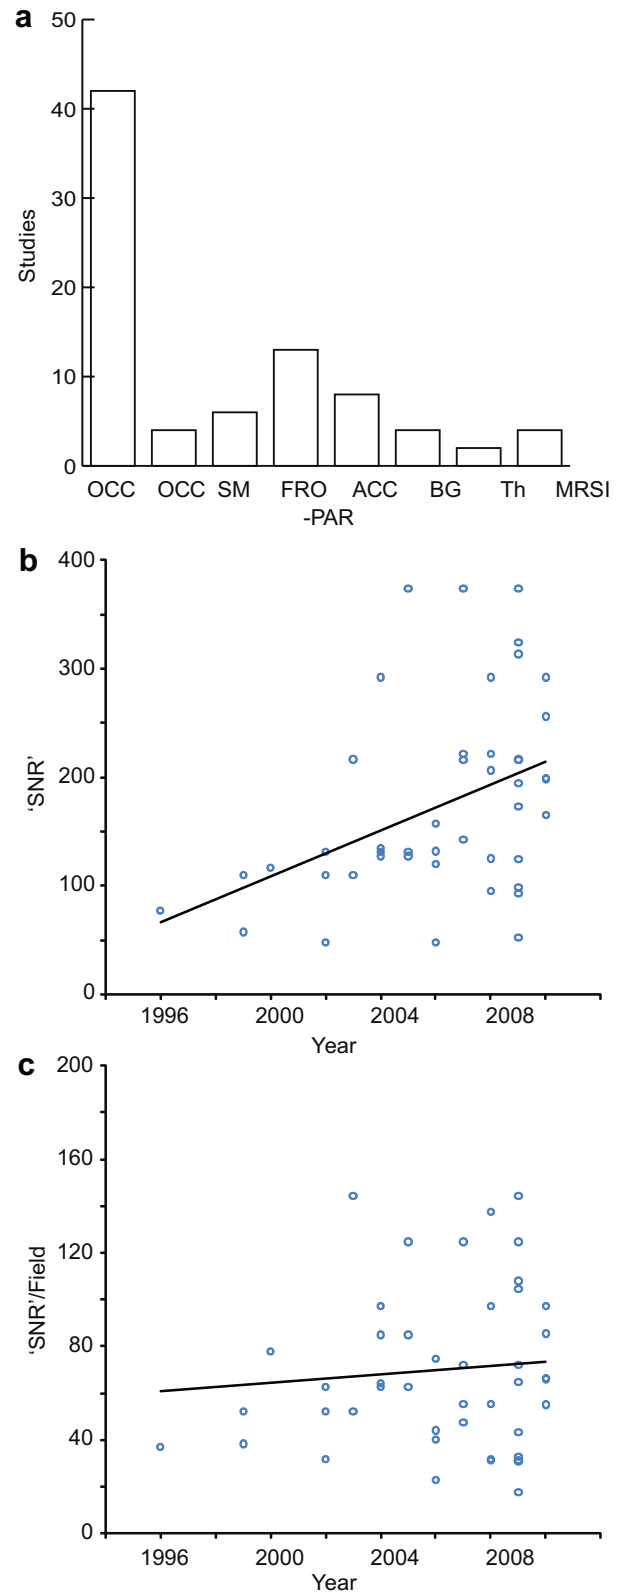 a
50
40
30
20
10
0
Studies
OCC OCC SM FRO ACC BG Th MRSI
-PAR
b
400
300
200
100
0
‘SNR’
1996 2000 2004 2008
Year
c
200
160
120
80
40
0
‘SNR’/Field
1996 2000 2004 2008
Year